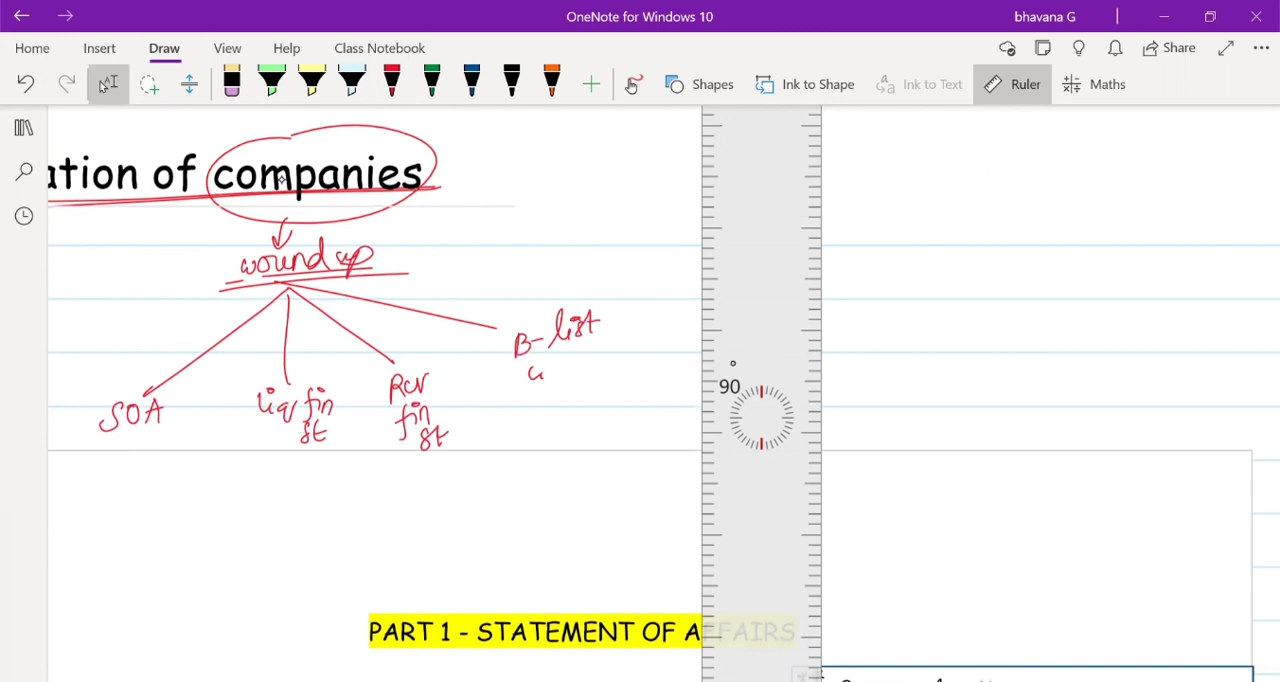 OneNote for Windows 10
bhavana G
Home Insert Draw View Help Class Notebook
Share
Shapes Ink to Shape Ink to Text Ruler Maths
ation of companies
wound up
B-list
SOA
liq fin
st
Rcv
fin
st
90°
PART 1 - STATEMENT OF AFFAIRS